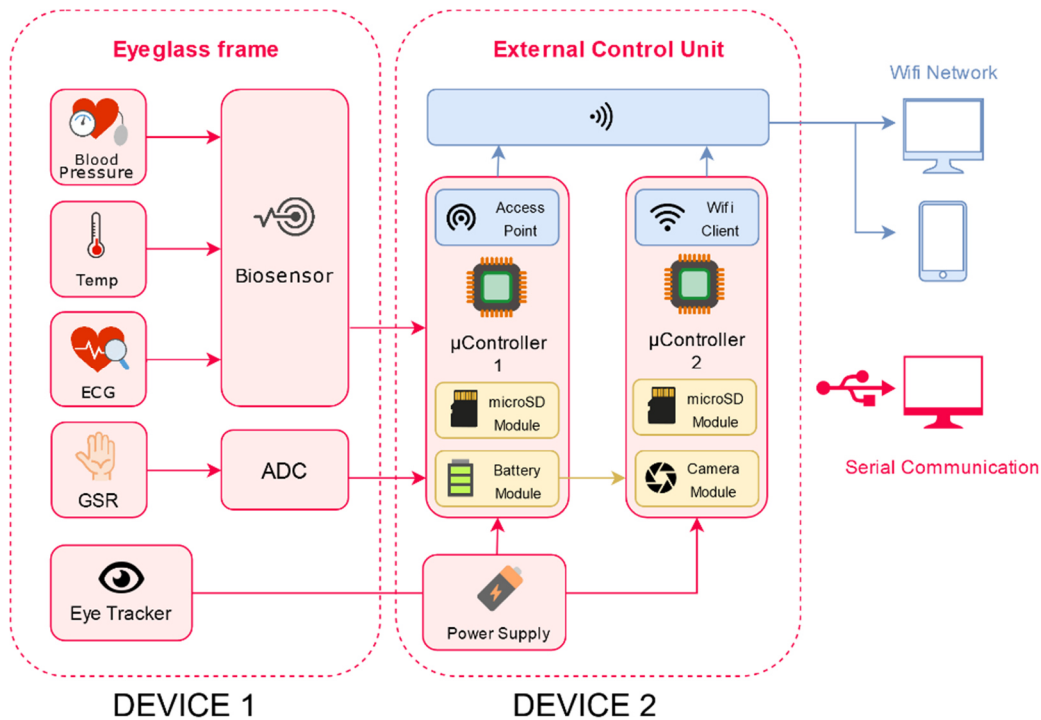 Eyeglass frame
External Control Unit
Wifi Network
Blood
Pressure
Temp
ECG
GSR
Biosensor
ADC
Eye Tracker
Access
Point
µController
1
microSD
Module
Battery
Module
Wifi
Client
µController
2
microSD
Module
Camera
Module
Power Supply
Serial Communication
DEVICE 1
DEVICE 2